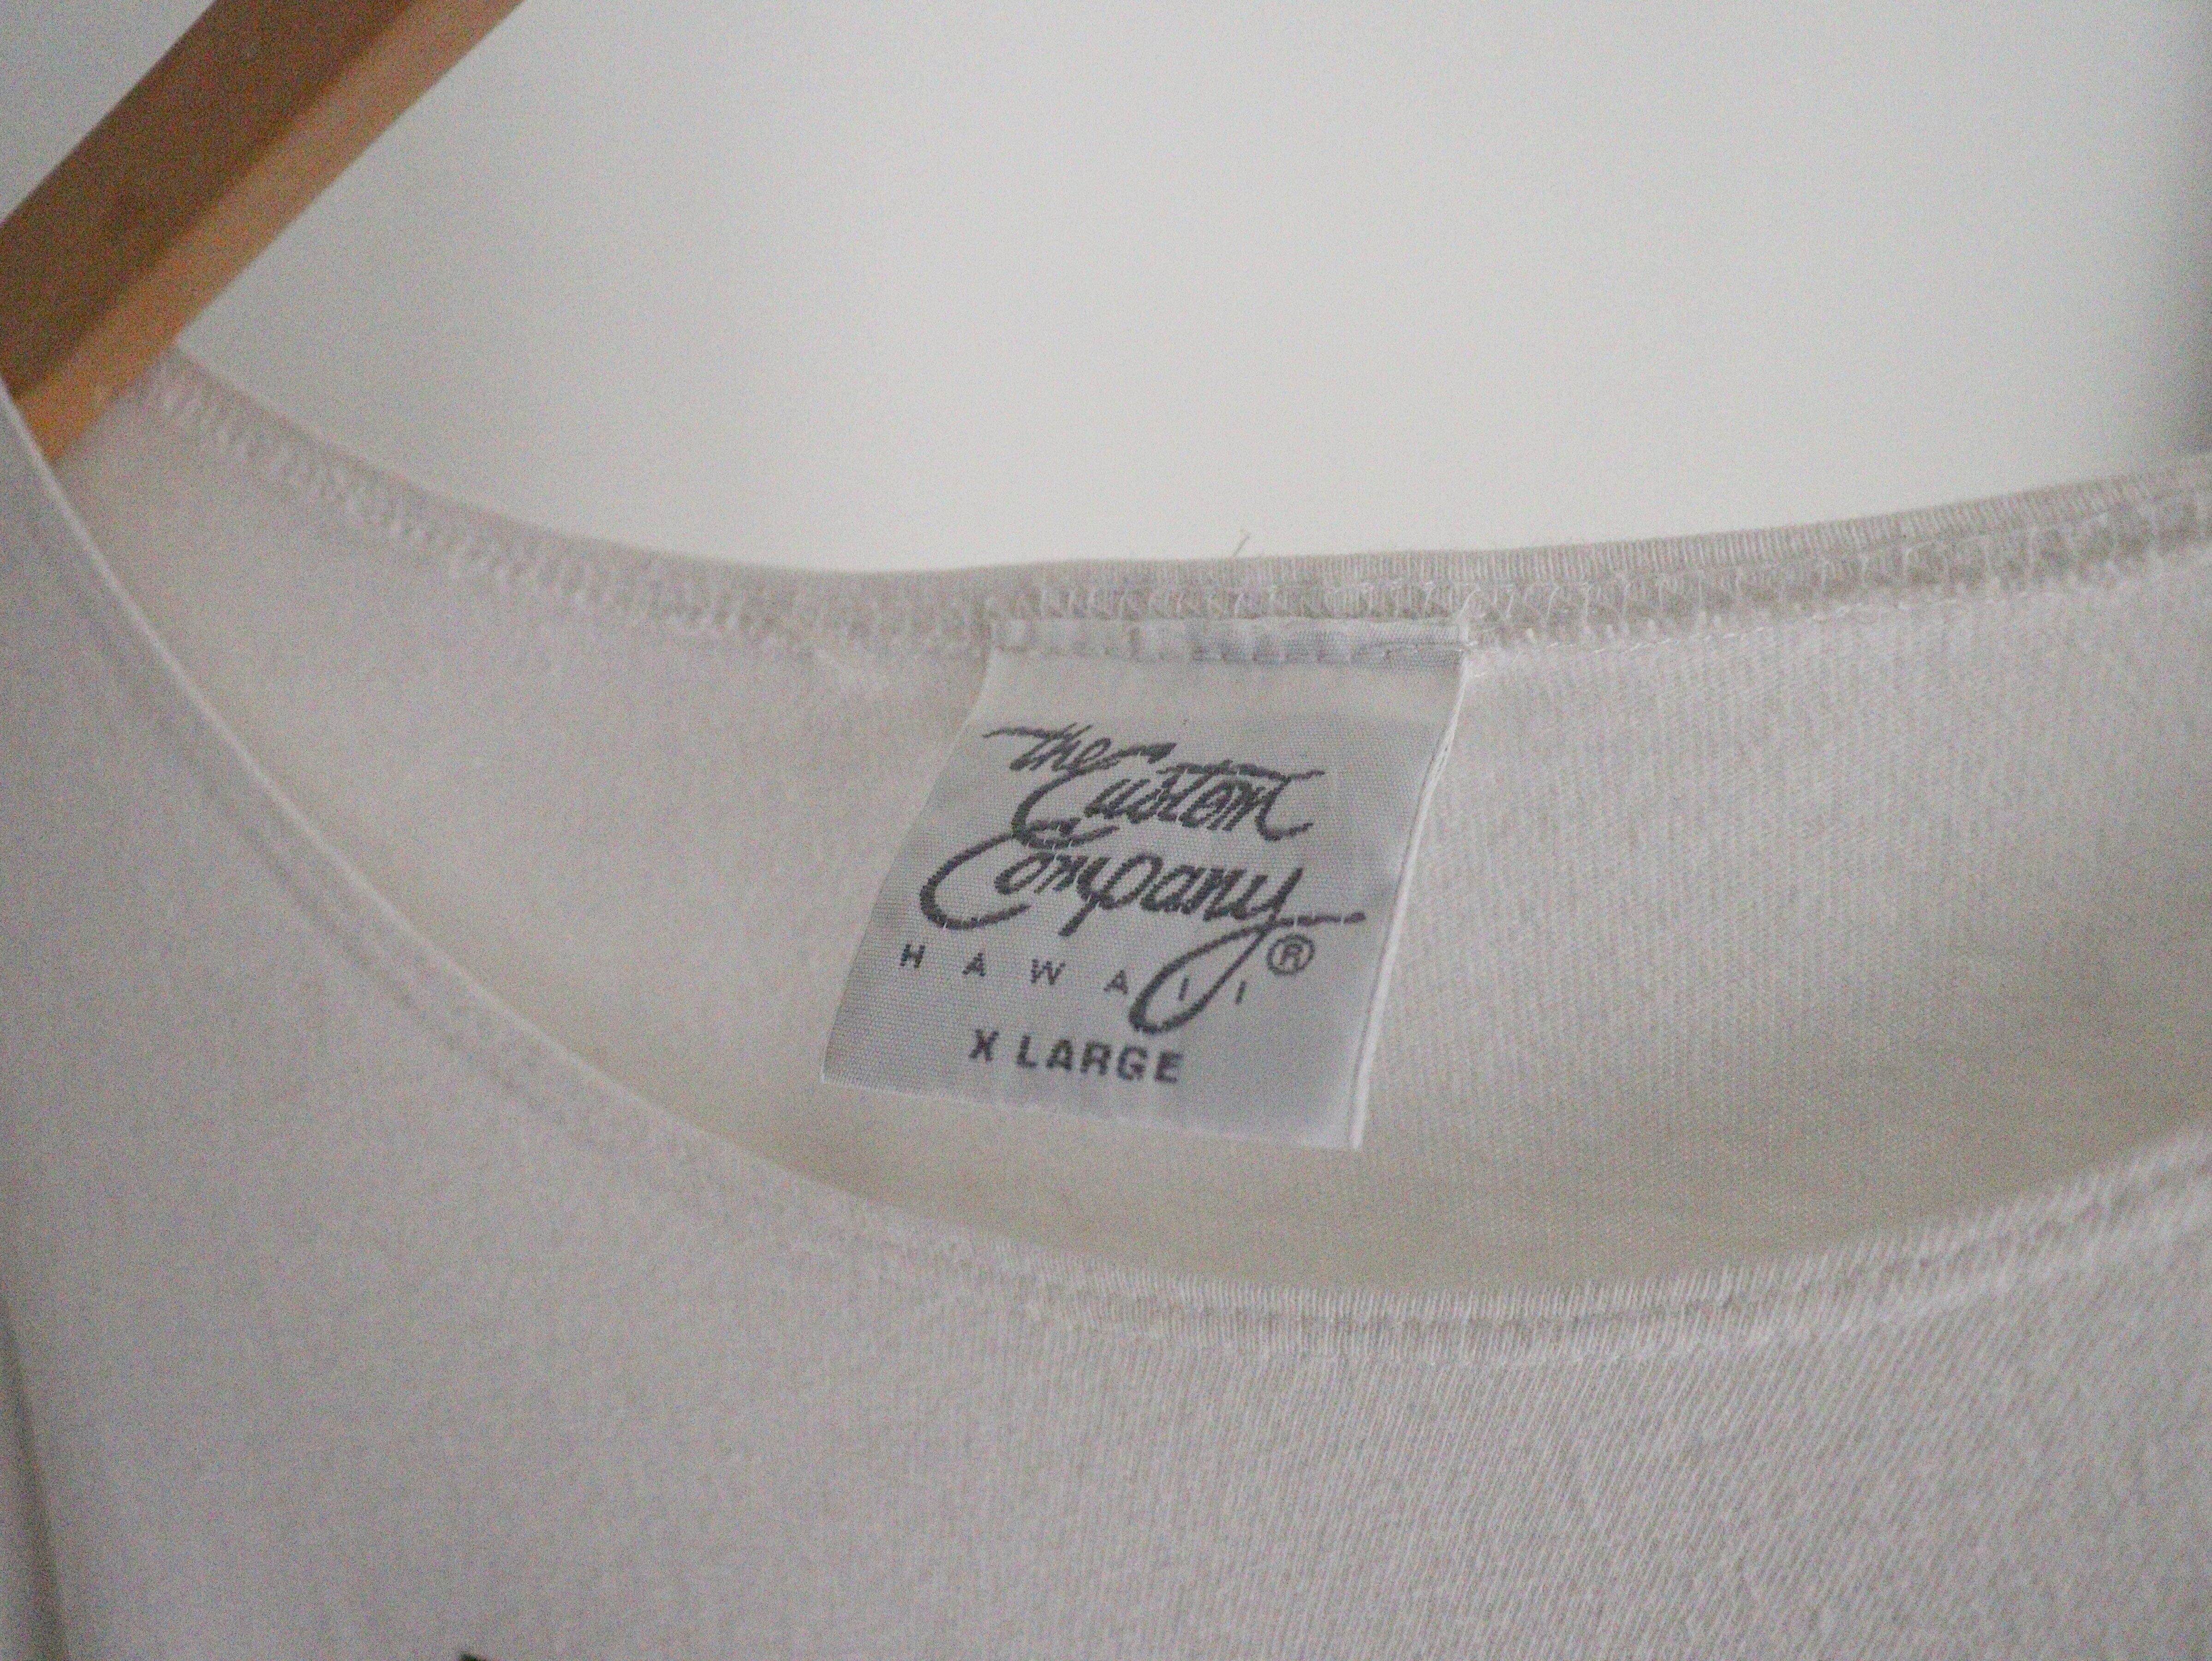 the
Custom
Company
HAWAII ®
X LARGE